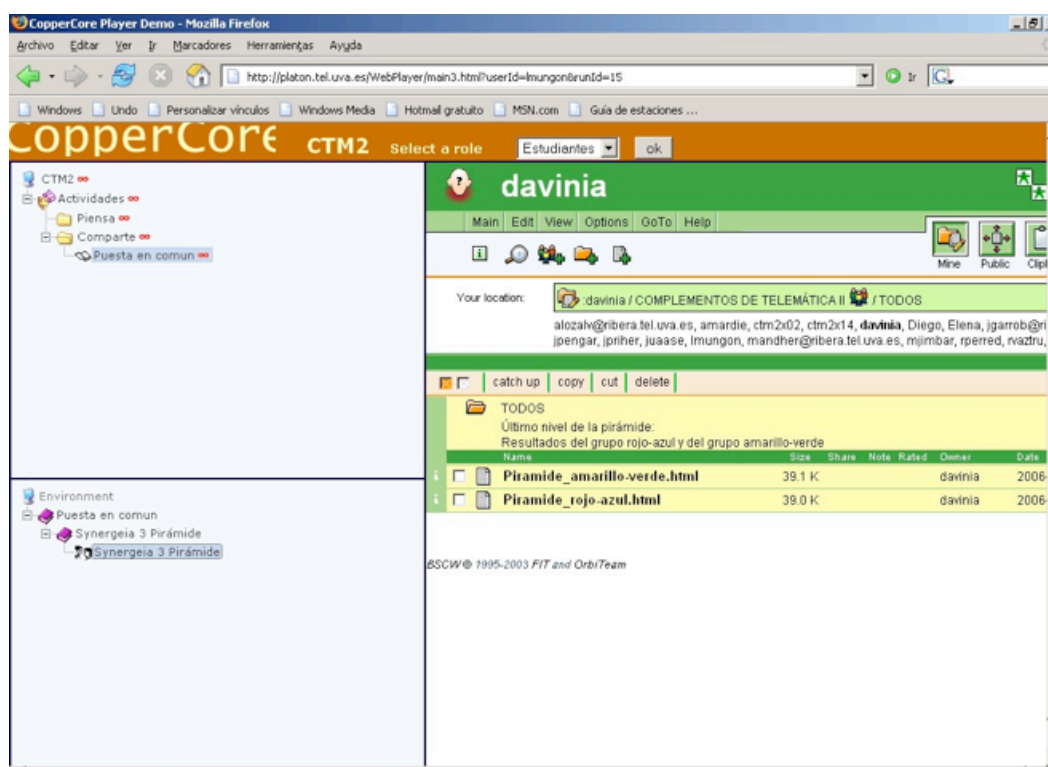 CopperCore Player Demo - Mozilla Firefox
Archivo Editar Ver Ir Marcadores Herramientas Ayuda
http://platon.tel.uva.es/WebPlayer/main3.html?userId=lmungon&runId=15 Ir
Windows Undo Personalizar vínculos Windows Media Hotmail gratuito MSN.com Guía de estaciones ...
CopperCore CTM2 Select a role Estudiantes ok
CTM2
Actividades
Piensa
Comparte
Puesta en comun
davinia
Main Edit View Options GoTo Help
Mine Public
Your location: :davinia / COMPLEMENTOS DE TELEMÁTICA II / TODOS
alozalv@ribera.tel.uva.es, amardie, ctm2x02, ctm2x14, davinia, Diego, Elena, jgarrob@ri
jpengar, jpriher, juaase, lmungon, mandher@ribera.tel.uva.es, mjimbar, rperred, rvaztru,
catch up copy cut delete
TODOS
Último nivel de la pirámide:
Resultados del grupo rojo-azul y del grupo amarillo-verde
Name Size Share Note Rated Owner Date
Piramide_amarillo-verde.html 39.1 K davinia 2006-
Piramide_rojo-azul.html 39.0 K davinia 2006-
BSCW © 1995-2003 FIT and OrbiTeam
Environment
Puesta en comun
Synergeia 3 Pirámide
Synergeia 3 Pirámide